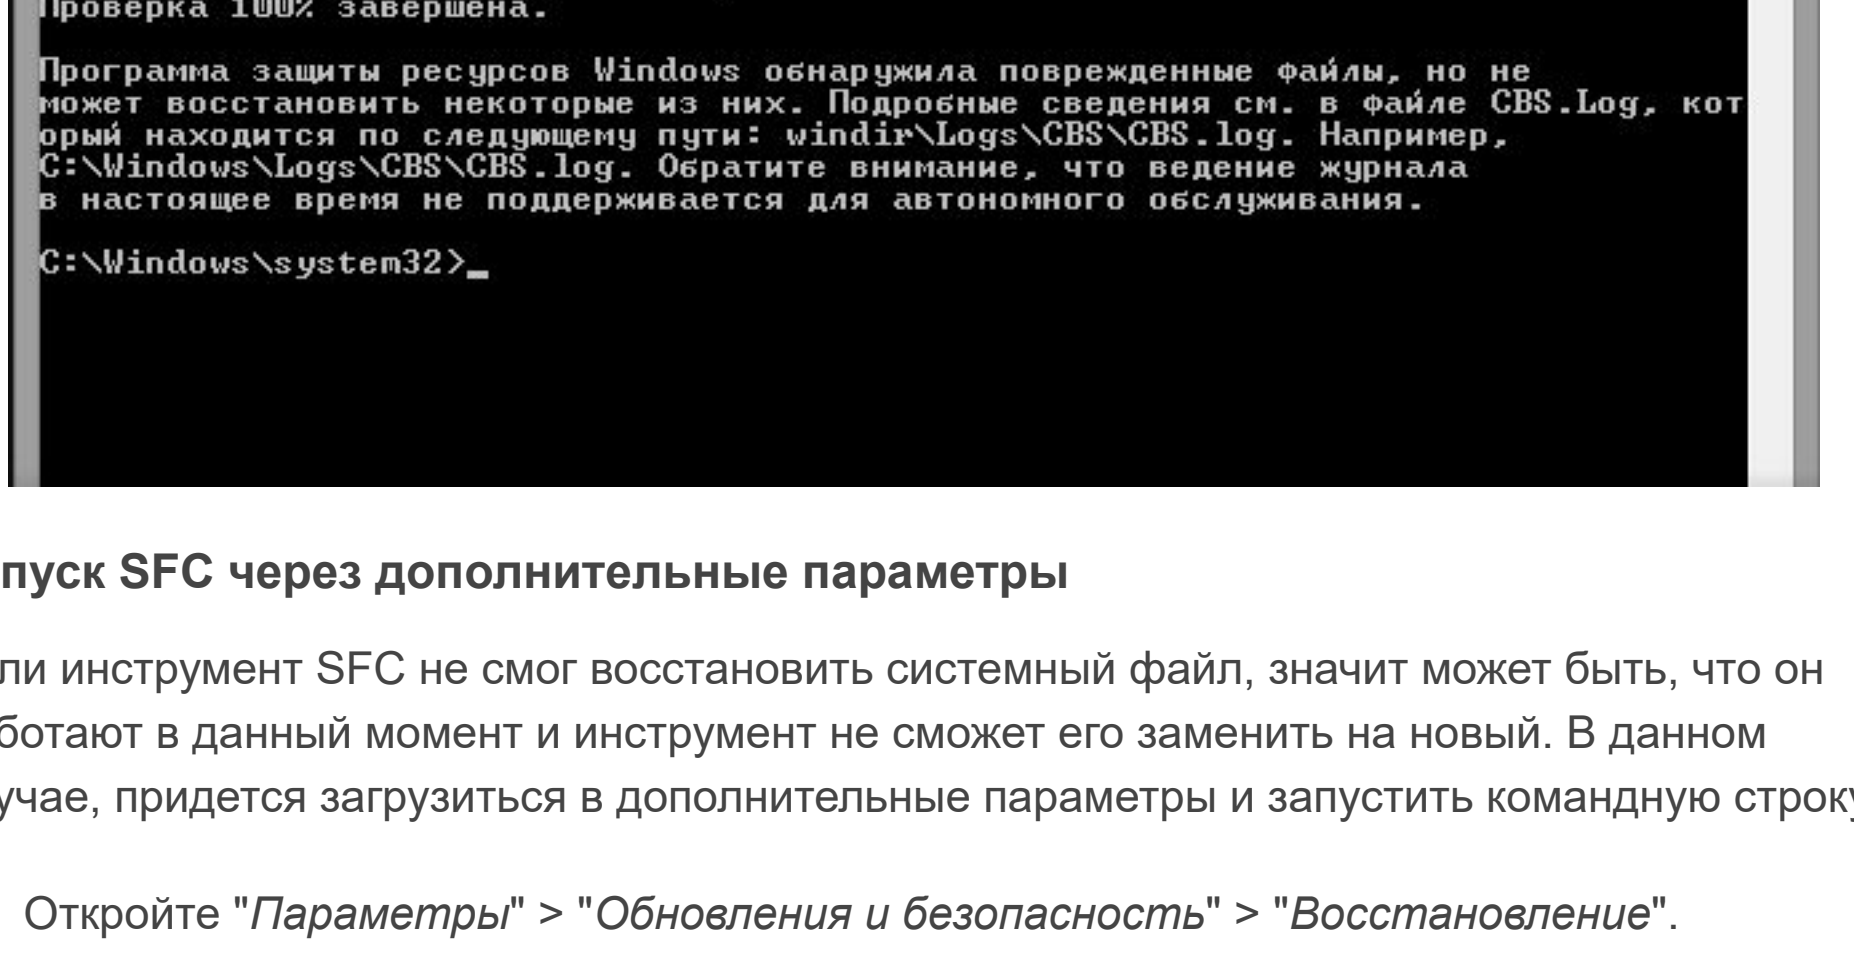 Проверка 100% завершена.
Программа защиты ресурсов Windows обнаружила поврежденные файлы, но не
может восстановить некоторые из них. Подробные сведения см. в файле CBS.Log, кот
орый находится по следующему пути: windir\Logs\CBS\CBS.log. Например,
C:\Windows\Logs\CBS\CBS.log. Обратите внимание, что ведение журнала
в настоящее время не поддерживается для автономного обслуживания.
C:\Windows\system32>_
пуск SFC через дополнительные параметры
ли инструмент SFC не смог восстановить системный файл, значит может быть, что он
ботают в данный момент и инструмент не сможет его заменить на новый. В данном
учае, придется загрузиться в дополнительные параметры и запустить командную строку
Откройте "Параметры" > "Обновления и безопасность" > "Восстановление".